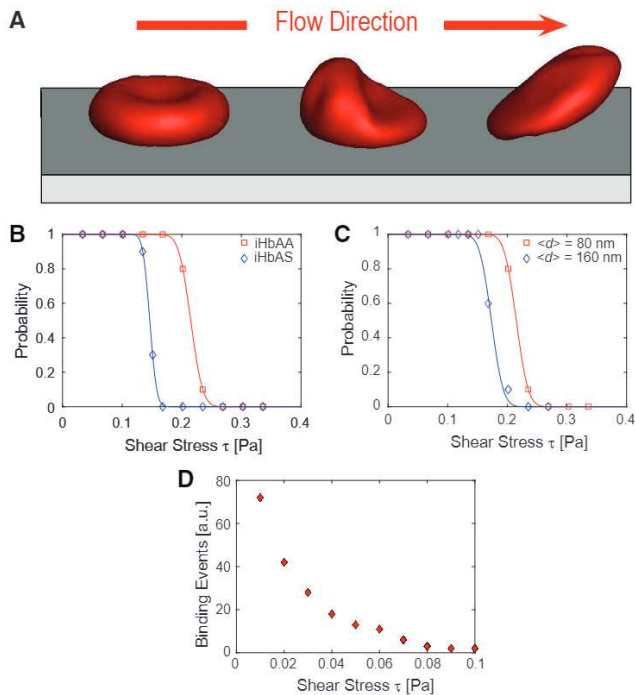 A
Flow Direction
B
1
0.8
0.6
0.4
0.2
0
Probability
iHbAA
iHbAS
0 0.1 0.2 0.3 0.4
Shear Stress τ [Pa]
C
1
0.8
0.6
0.4
0.2
0
Probability
<d> = 80 nm
<d> = 160 nm
0 0.1 0.2 0.3 0.4
Shear Stress τ [Pa]
D
80
60
40
20
0
Binding Events [a.u.]
0 0.02 0.04 0.06 0.08 0.1
Shear Stress τ [Pa]